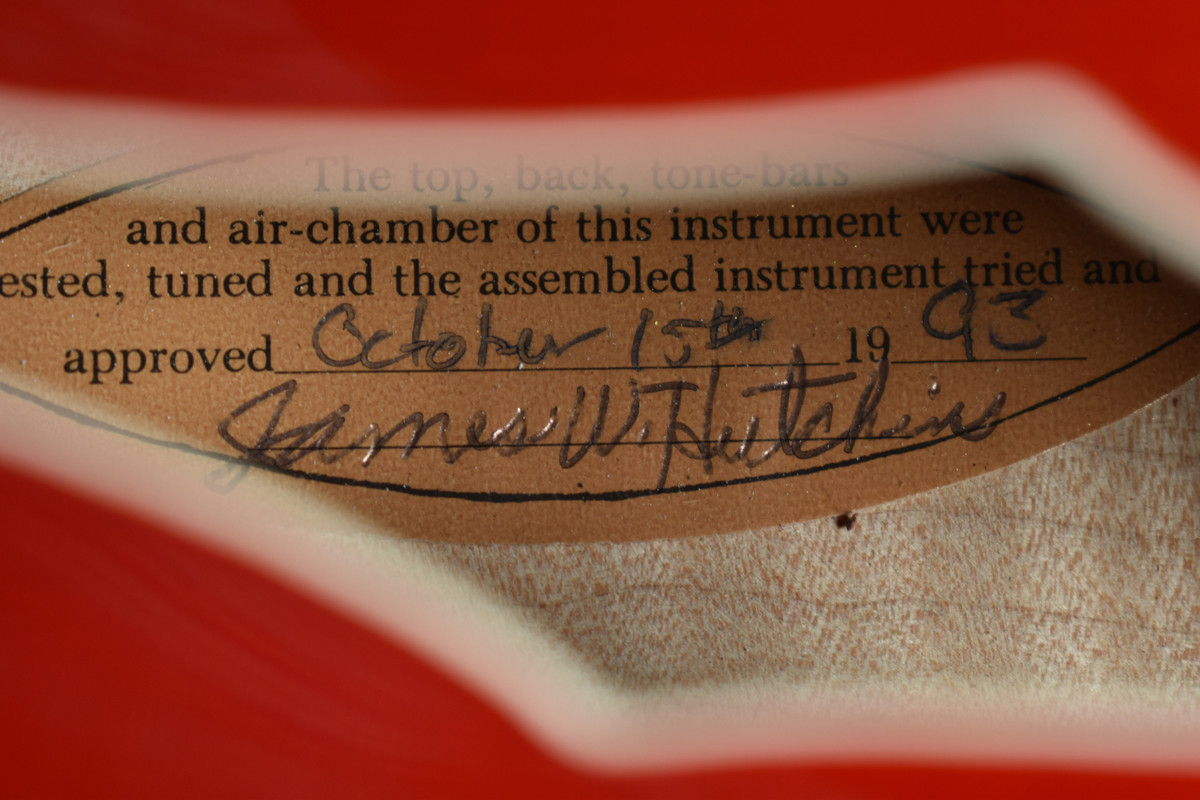 The top, back, tone-bars
and air-chamber of this instrument were
ested, tuned and the assembled instrument tried and
approved October 15th 1993
James W. Hutchins